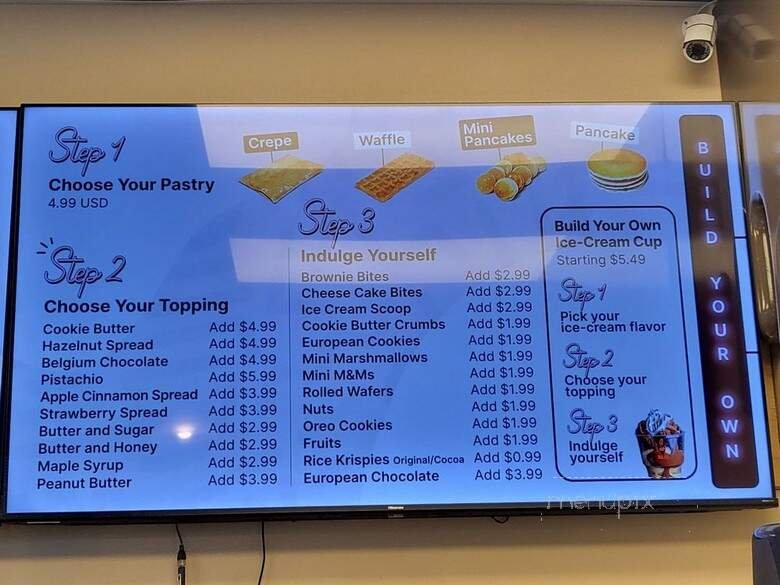 Step 1
Choose Your Pastry
4.99 USD
Crepe
Waffle
Mini
Pancakes
Pancake
Step 2
Choose Your Topping
Cookie Butter Add $4.99
Hazelnut Spread Add $4.99
Belgium Chocolate Add $4.99
Pistachio Add $5.99
Apple Cinnamon Spread Add $3.99
Strawberry Spread Add $3.99
Butter and Sugar Add $2.99
Butter and Honey Add $2.99
Maple Syrup Add $2.99
Peanut Butter Add $3.99
Step 3
Indulge Yourself
Brownie Bites Add $2.99
Cheese Cake Bites Add $2.99
Ice Cream Scoop Add $2.99
Cookie Butter Crumbs Add $1.99
European Cookies Add $1.99
Mini Marshmallows Add $1.99
Mini M&Ms Add $1.99
Rolled Wafers Add $1.99
Nuts Add $1.99
Oreo Cookies Add $1.99
Fruits Add $1.99
Rice Krispies Original/Cocoa Add $0.99
European Chocolate Add $3.99
Build Your Own
Ice-Cream Cup
Starting $5.49
Step 1
Pick your
ice-cream flavor
Step 2
Choose your
topping
Step 3
Indulge
yourself
BUILD YOUR OWN
Hisense
menupix